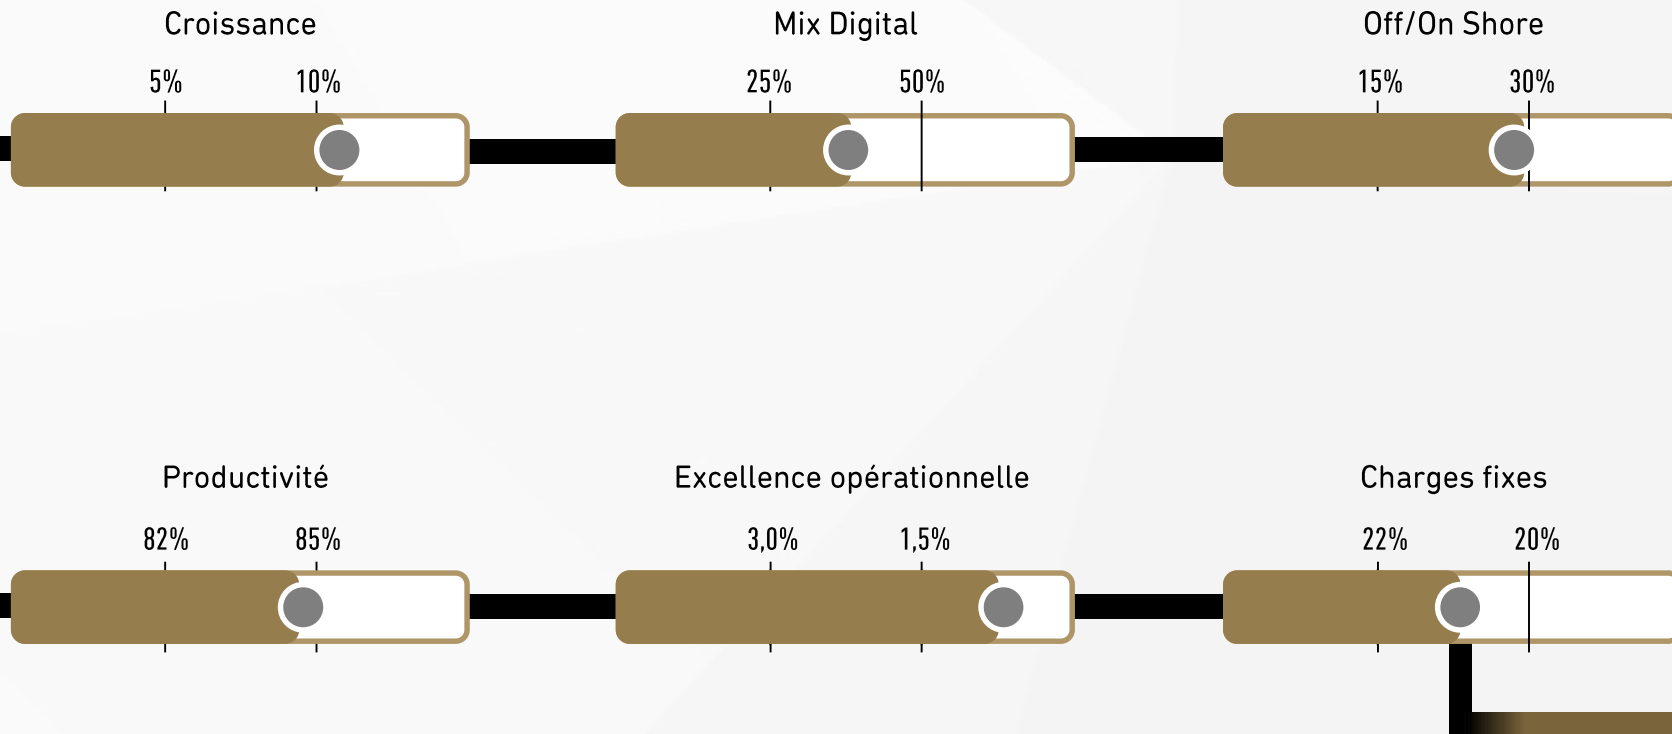 Croissance
Mix Digital
Off/On Shore
5% 10%
25% 50%
15% 30%
Productivité
Excellence opérationnelle
Charges fixes
82% 85%
3,0% 1,5%
22% 20%